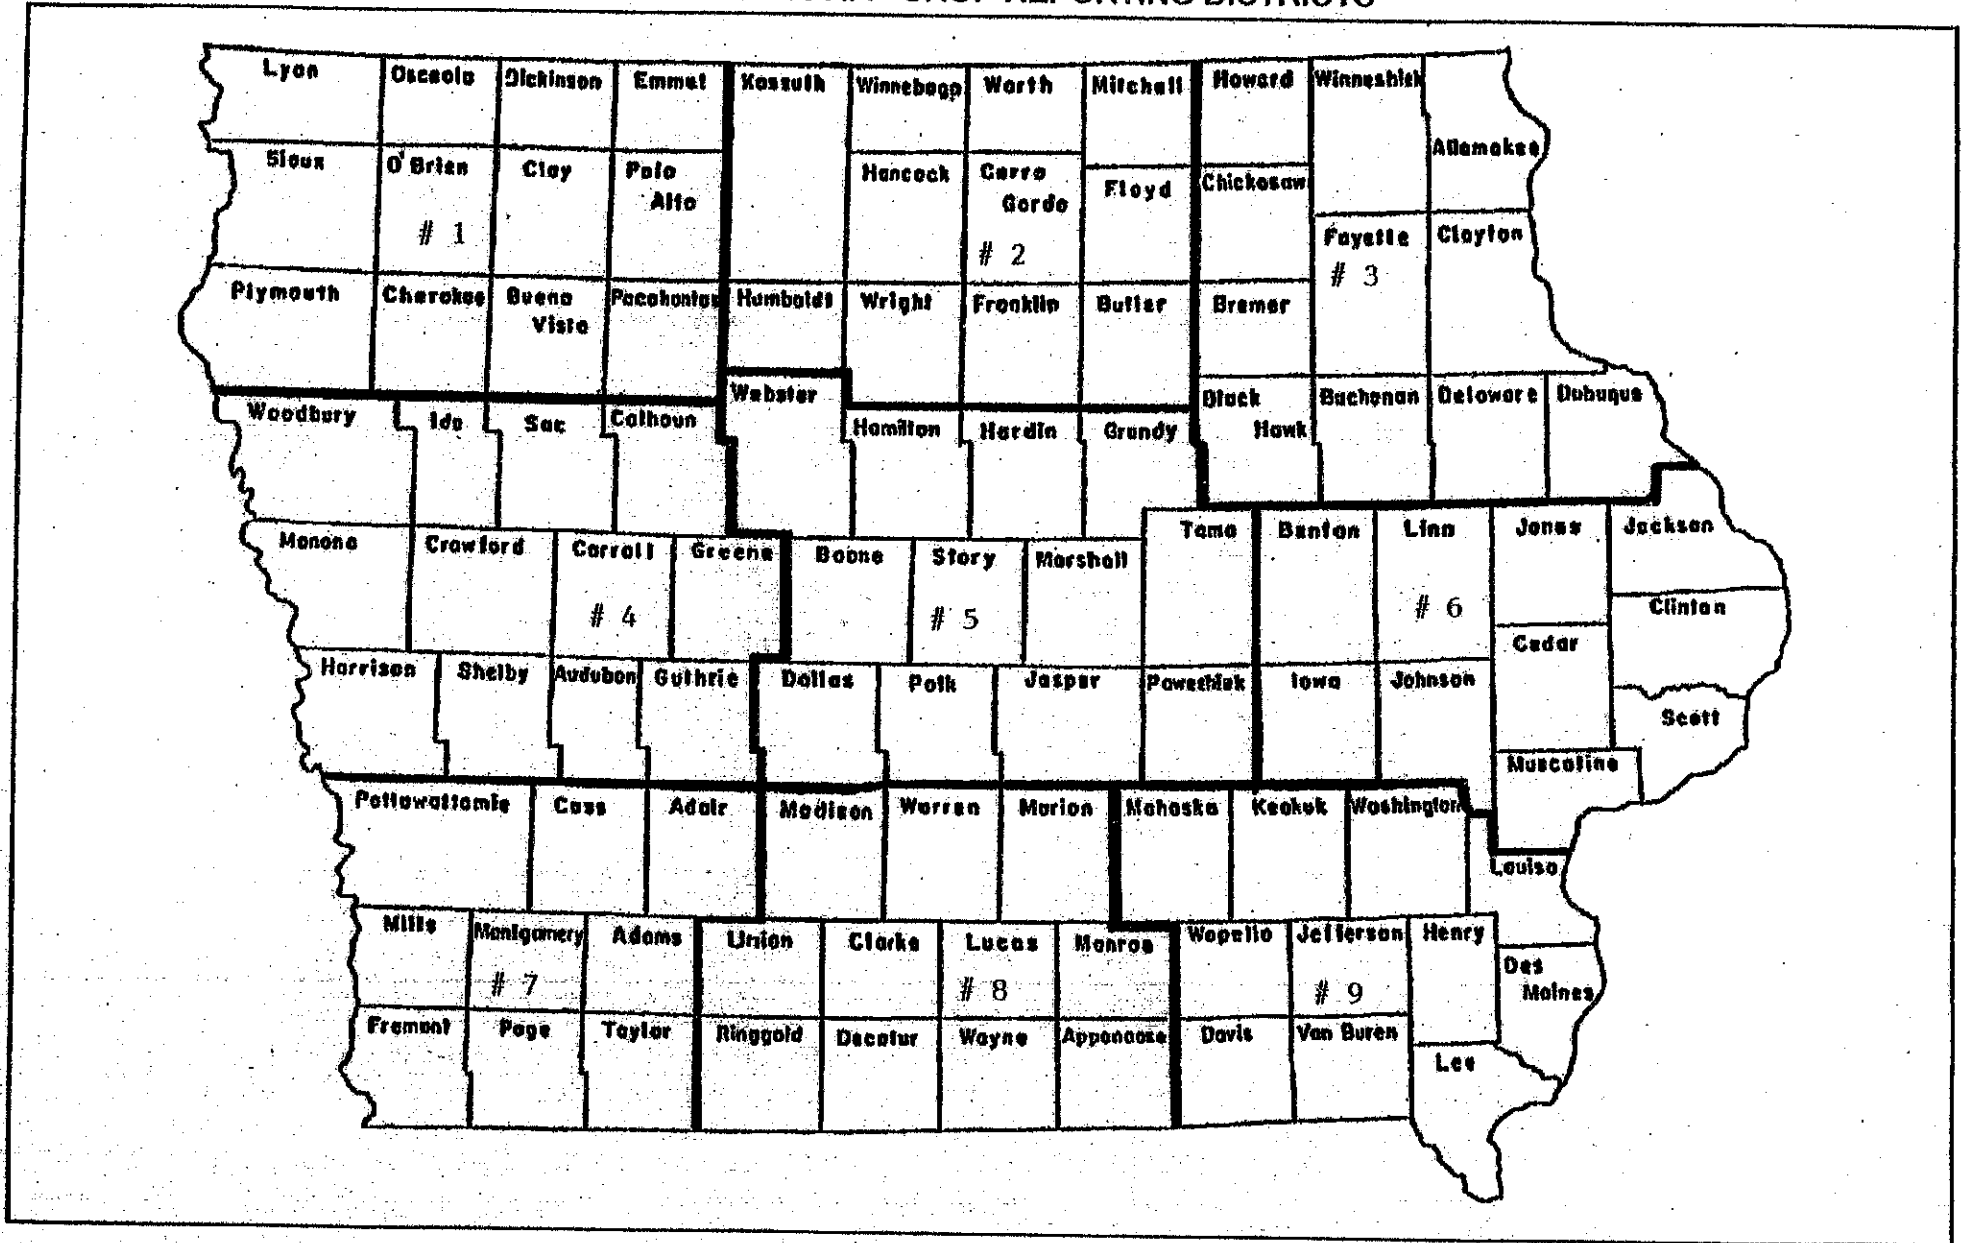 CROP REPORTING DISTRICTS
Lyon Osceola Dickinson Emmet Kossuth Winnebago Worth Mitchell Howard Winneshiek
Allamakee
Sioux O'Brien Clay Palo Alto Hancock Cerro Gordo Floyd Chickasaw
# 1 # 2 Fayette Clayton
# 3
Plymouth Cherokee Buena Vista Pocahontas Humboldt Wright Franklin Butler Bremer
Webster Black Hawk Buchanan Delaware Dubuque
Woodbury Ida Sac Calhoun Hamilton Hardin Grundy
Tama Benton Linn Jones Jackson
Monona Crawford Carroll Greene Boone Story Marshall
# 4 # 5 # 6 Clinton
Cedar
Harrison Shelby Audubon Guthrie Dallas Polk Jasper Poweshiek Iowa Johnson
Scott
Muscatine
Pottawattamie Cass Adair Madison Warren Marion Mahaska Keokuk Washington
Louisa
Mills Montgomery Adams Union Clarke Lucas Monroe Wapello Jefferson Henry
# 7 # 8 # 9 Des Moines
Fremont Page Taylor Ringgold Decatur Wayne Appanoose Davis Van Buren
Lee